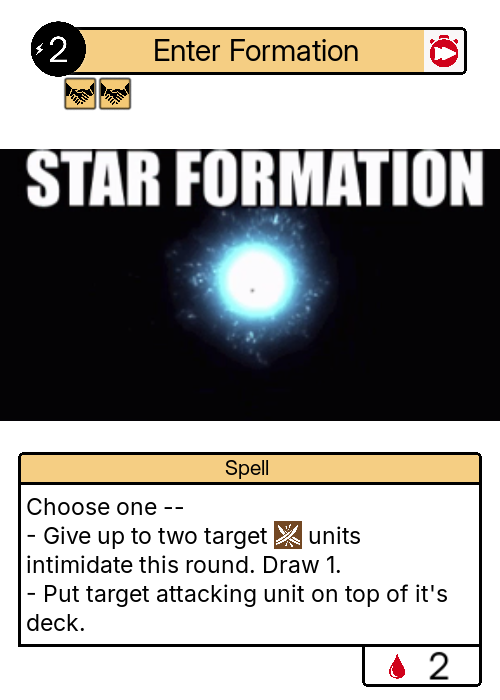 2
Enter Formation
STAR FORMATION
Spell
Choose one --
- Give up to two target units
intimidate this round. Draw 1.
- Put target attacking unit on top of it's
deck.
2